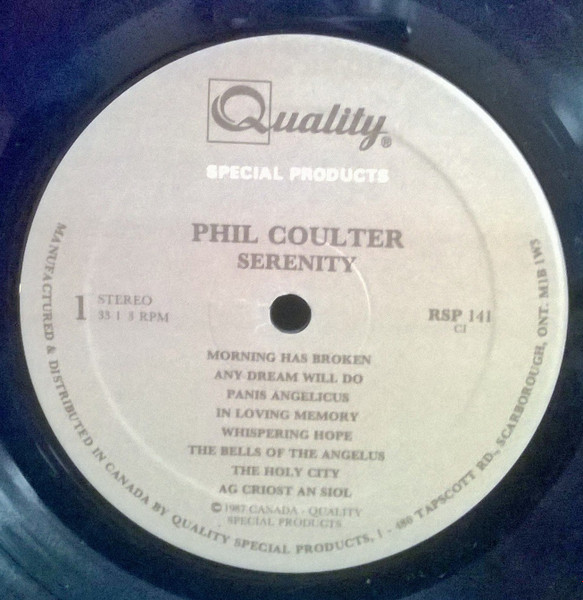 Quality®
SPECIAL PRODUCTS
PHIL COULTER
SERENITY
1
STEREO
33 1 3 RPM
RSP 141
CI
MORNING HAS BROKEN
ANY DREAM WILL DO
PANIS ANGELICUS
IN LOVING MEMORY
WHISPERING HOPE
THE BELLS OF THE ANGELUS
THE HOLY CITY
AG CRIOST AN SIOL
© 1987 CANADA - QUALITY
SPECIAL PRODUCTS
MANUFACTURED & DISTRIBUTED IN CANADA BY QUALITY SPECIAL PRODUCTS, 1 - 480 TAPSCOTT RD., SCARBOROUGH, ONT. M1B 1W3